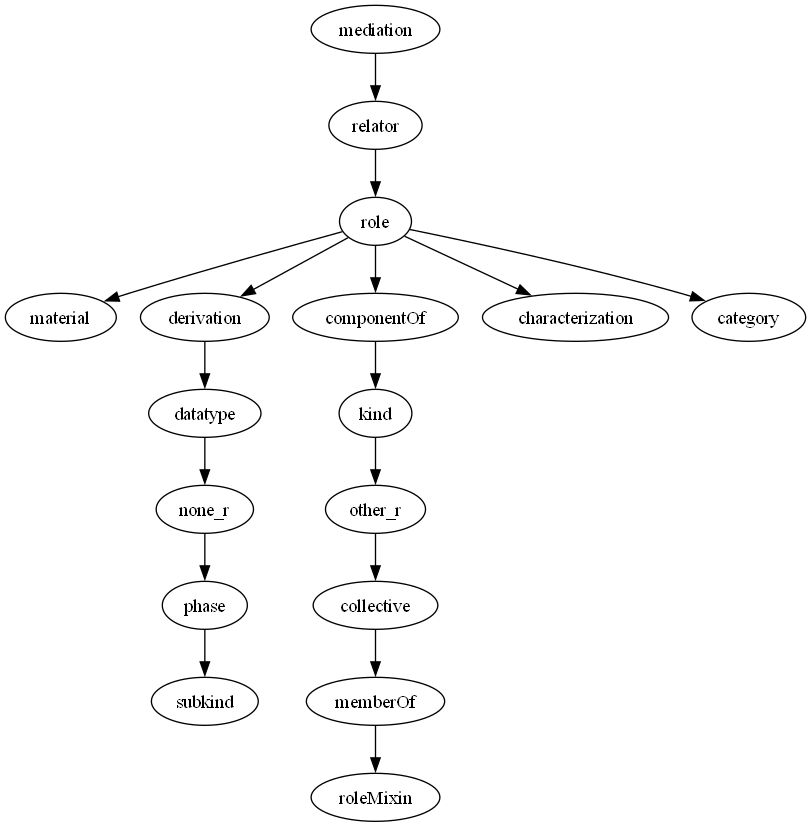 mediation
relator
role
material
derivation
componentOf
characterization
category
datatype
kind
none_r
other_r
phase
collective
subkind
memberOf
roleMixin